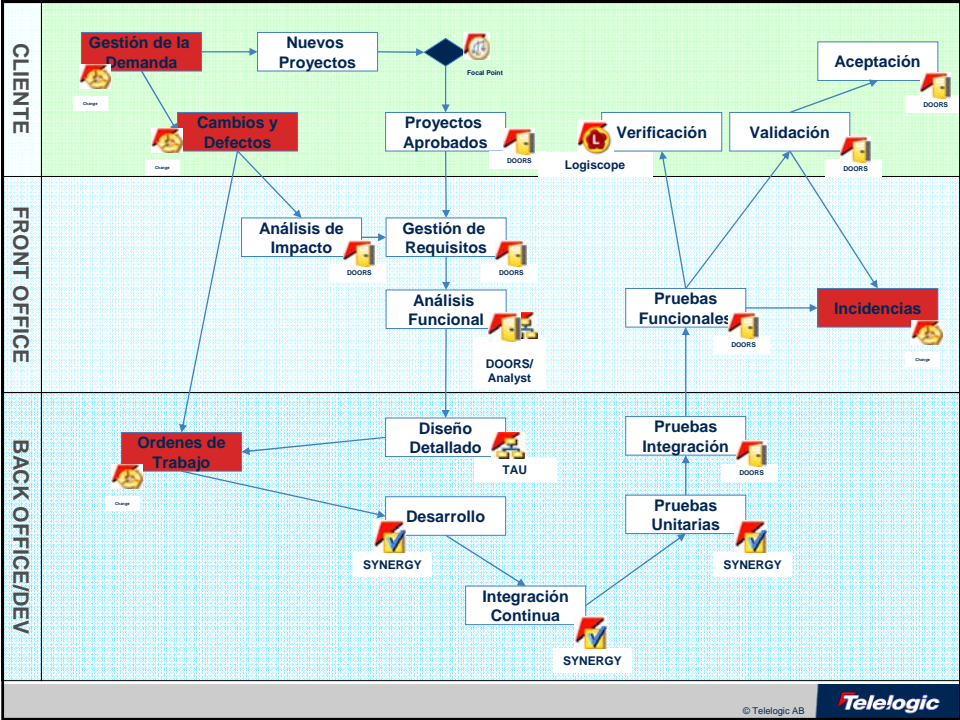 CLIENTE
Gestión de la
Demanda
Change
Nuevos
Proyectos
Focal Point
Aceptación
DOORS
Cambios y
Defectos
Change
Proyectos
Aprobados
DOORS
Verificación
Logiscope
Validación
DOORS
FRONT OFFICE
Análisis de
Impacto
DOORS
Gestión de
Requisitos
DOORS
Análisis
Funcional
DOORS/
Analyst
Pruebas
Funcionales
DOORS
Incidencias
Change
BACK OFFICE/DEV
Ordenes de
Trabajo
Change
Diseño
Detallado
TAU
Pruebas
Integración
DOORS
Desarrollo
SYNERGY
Pruebas
Unitarias
SYNERGY
Integración
Continua
SYNERGY
© Telelogic AB
Telelogic